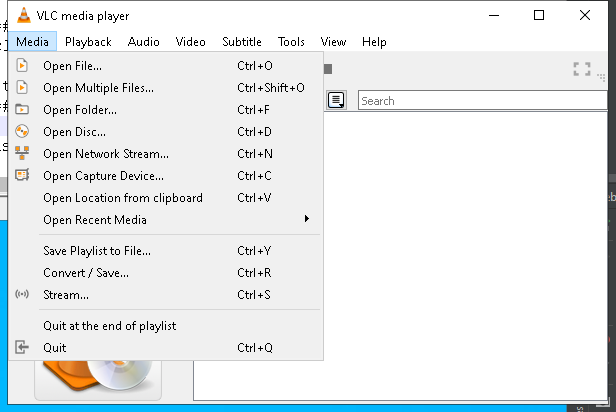 VLC media player
Media Playback Audio Video Subtitle Tools View Help
Open File... Ctrl+O
Open Multiple Files... Ctrl+Shift+O
Search
Open Folder... Ctrl+F
Open Disc... Ctrl+D
Open Network Stream... Ctrl+N
Open Capture Device... Ctrl+C
Open Location from clipboard Ctrl+V
Open Recent Media
Save Playlist to File... Ctrl+Y
Convert / Save... Ctrl+R
Stream... Ctrl+S
Quit at the end of playlist
Quit Ctrl+Q